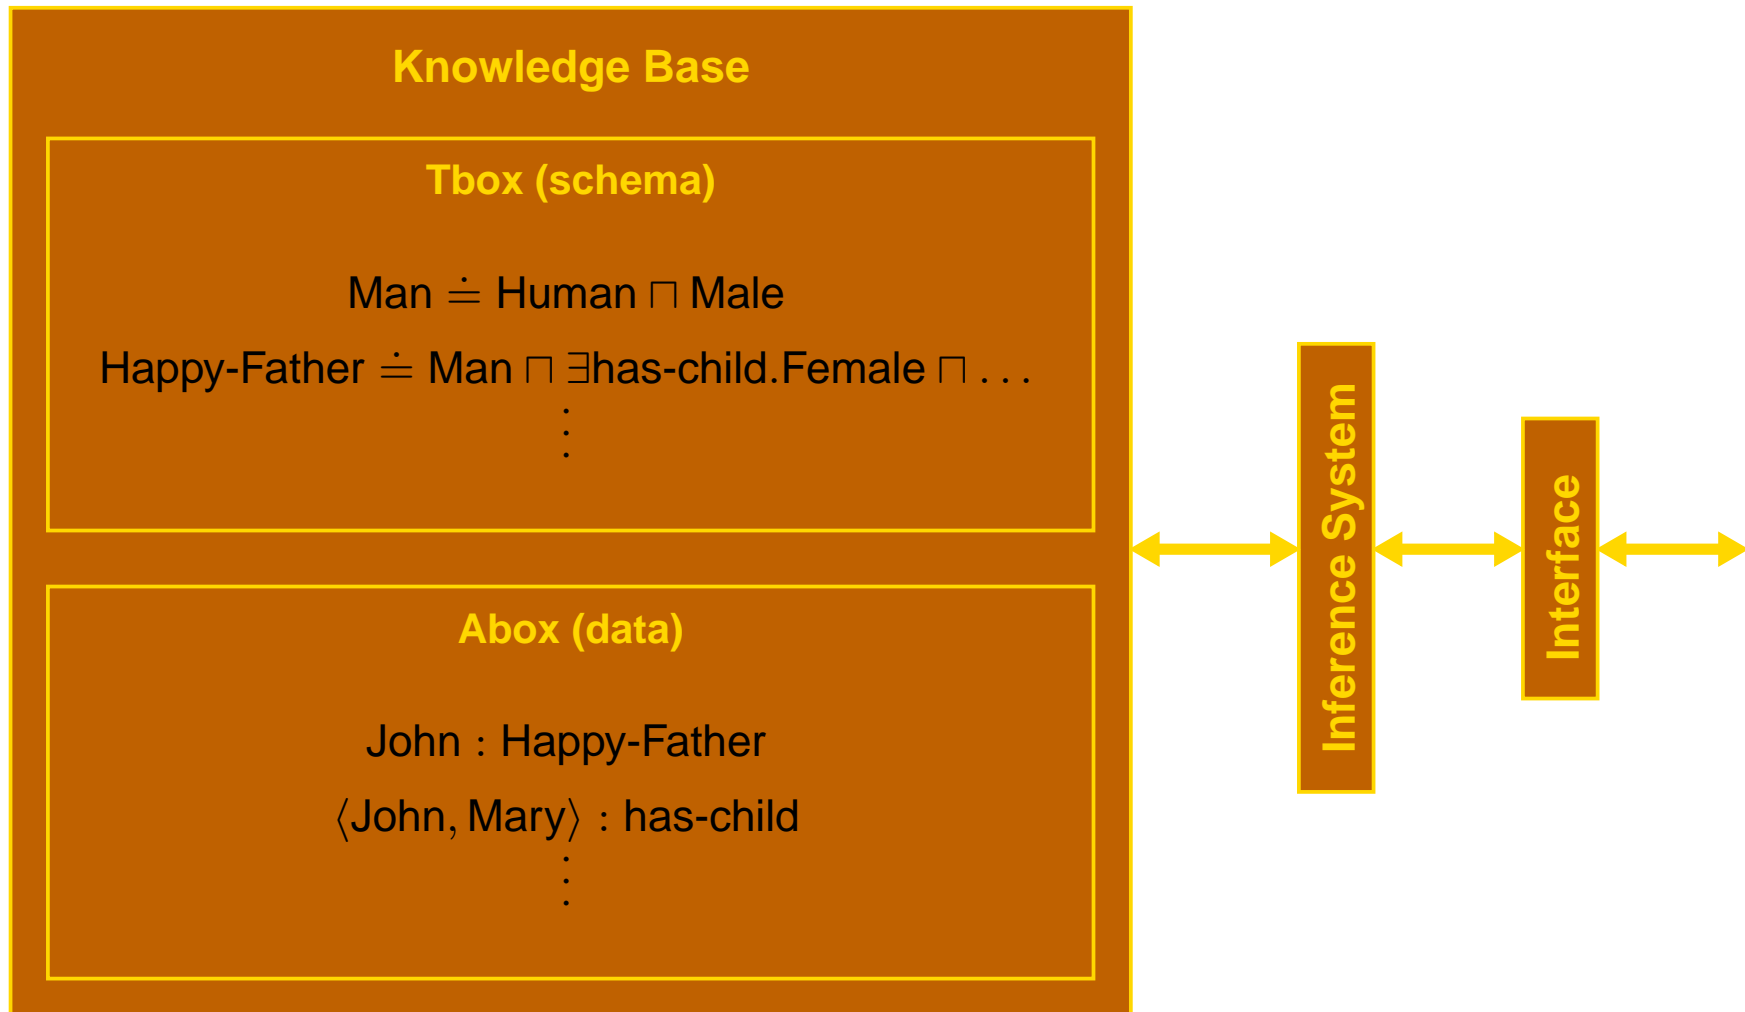 Knowledge Base
Tbox (schema)
Man ≐ Human ⊓ Male
Happy-Father ≐ Man ⊓ ∃has-child.Female ⊓ . . .
⋮
Abox (data)
John : Happy-Father
⟨John, Mary⟩ : has-child
⋮
Inference System
Interface